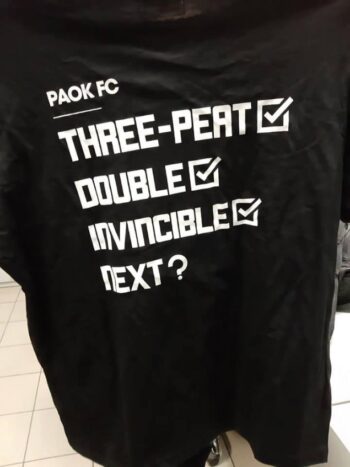 PAOK FC
THREE-PEAT
DOUBLE
INVINCIBLE
NEXT?